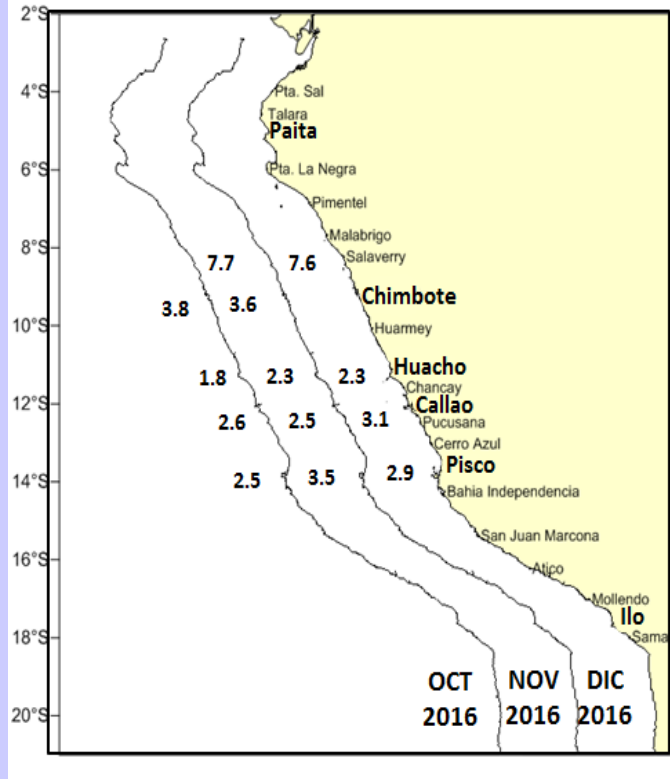 2°S
4°S
Pta. Sal
Talara
Paita
6°S
Pta. La Negra
Pimentel
Malabrigo
8°S
7.7 7.6 Salaverry
3.8 3.6 Chimbote
10°S
Huarmey
1.8 2.3 2.3 Huacho
Chancay
12°S
Callao
2.6 2.5 3.1 Pucusana
Cerro Azul
Pisco
14°S
2.5 3.5 2.9
Bahia Independencia
San Juan Marcona
16°S
Atico
Mollendo
Ilo
18°S
Sama
OCT NOV DIC
20°S
2016 2016 2016